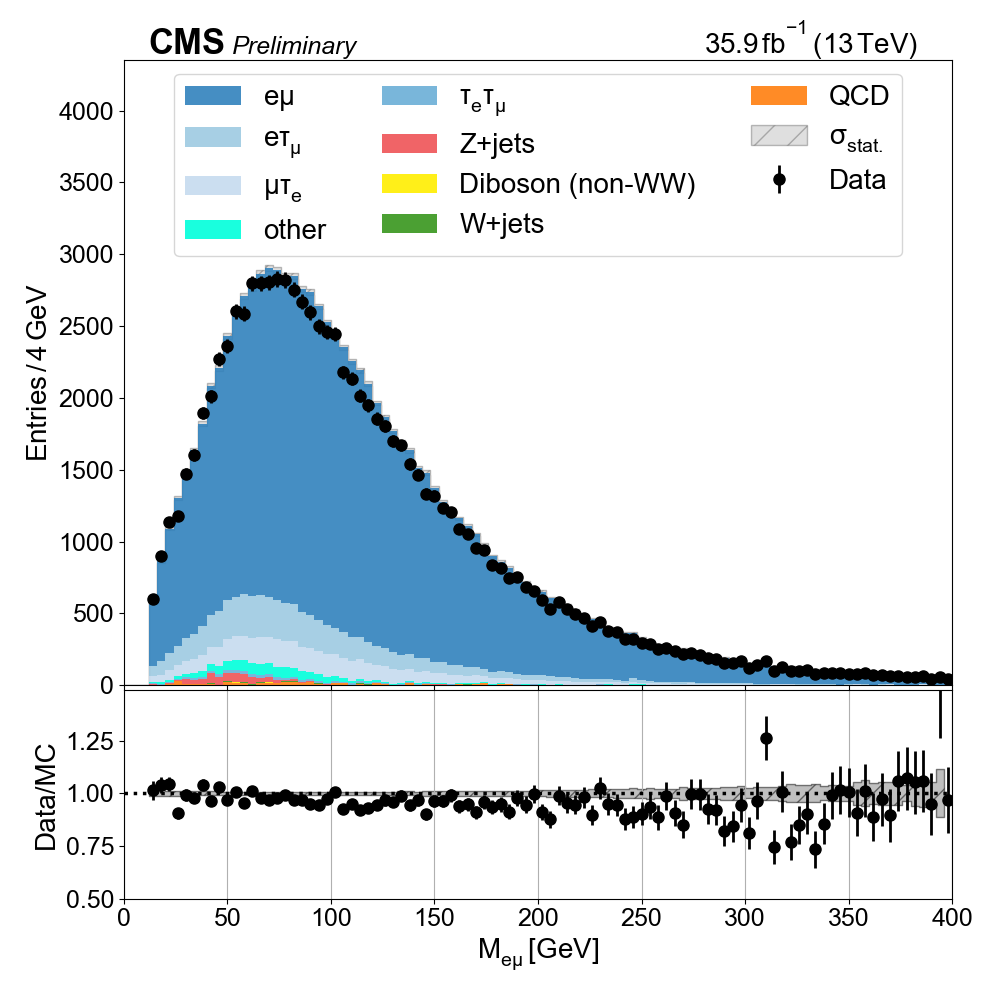 CMS Preliminary 35.9 fb⁻¹ (13 TeV)
eμ
eτμ
μτe
other
τeτμ
Z+jets
Diboson (non-WW)
W+jets
QCD
σstat.
Data
Entries / 4 GeV
4000
3500
3000
2500
2000
1500
1000
500
0
Data/MC
1.25
1.00
0.75
0.50
0 50 100 150 200 250 300 350 400
Meμ [GeV]